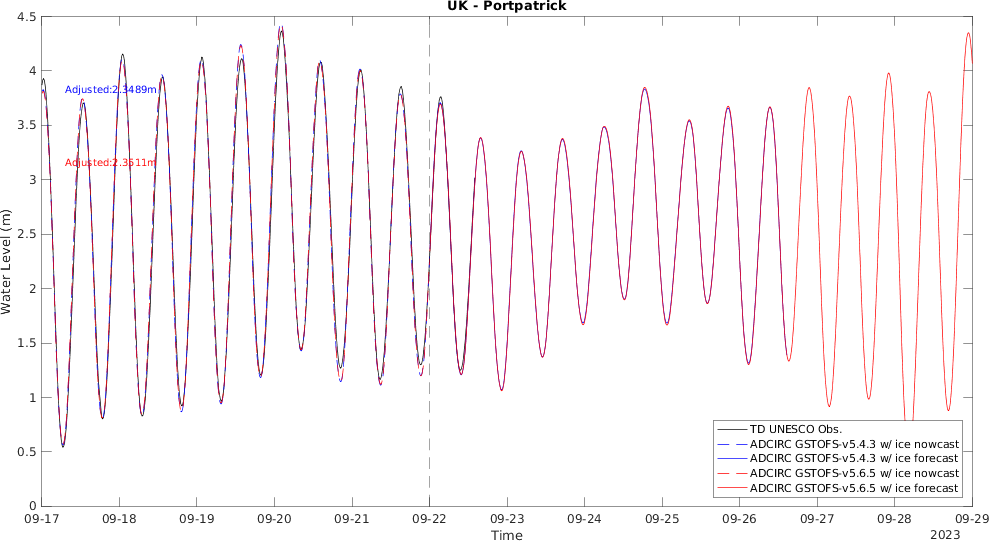 UK - Portpatrick
4.5
4
3.5
3
2.5
2
1.5
1
0.5
0
Water Level (m)
Adjusted:2.3489m
Adjusted:2.3511m
TD UNESCO Obs.
ADCIRC GSTOFS-v5.4.3 w/ ice nowcast
ADCIRC GSTOFS-v5.4.3 w/ ice forecast
ADCIRC GSTOFS-v5.6.5 w/ ice nowcast
ADCIRC GSTOFS-v5.6.5 w/ ice forecast
09-17 09-18 09-19 09-20 09-21 09-22 09-23 09-24 09-25 09-26 09-27 09-28 09-29
Time
2023